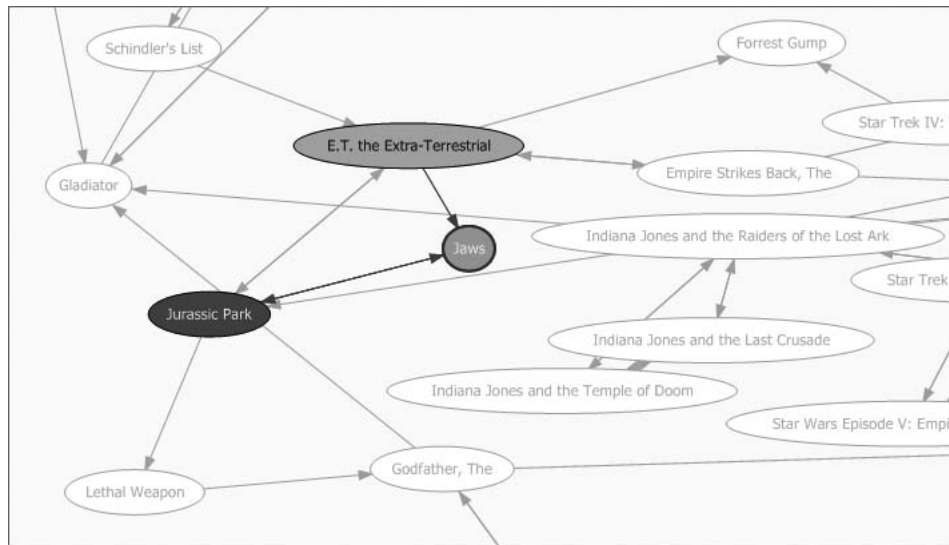 Schindler's List
Forrest Gump
Star Trek IV:
E.T. the Extra-Terrestrial
Empire Strikes Back, The
Gladiator
Indiana Jones and the Raiders of the Lost Ark
Jaws
Star Trek
Jurassic Park
Indiana Jones and the Last Crusade
Indiana Jones and the Temple of Doom
Star Wars Episode V: Empi
Godfather, The
Lethal Weapon